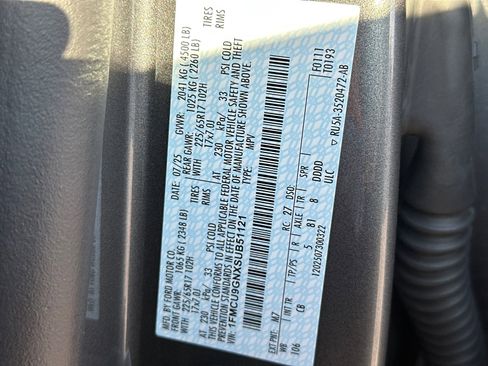 MFD. BY FORD MOTOR CO.
DATE: 07/25 GVWR: 2041 KG ( 4500 LB)
FRONT GAWR: 1065 KG ( 2348 LB) REAR GAWR: 1025 KG ( 2260 LB)
WITH 225/65R17 102H TIRES WITH 225/65R17 102H TIRES
17x7.0J RIMS 17x7.0J RIMS
AT 230 kPa/ 33 PSI COLD AT 230 kPa/ 33 PSI COLD
THIS VEHICLE CONFORMS TO ALL APPLICABLE FEDERAL MOTOR VEHICLE SAFETY AND THEFT
PREVENTION STANDARDS IN EFFECT ON THE DATE OF MANUFACTURE SHOWN ABOVE.
VIN: 1FMCU9GNXSUB51121 TYPE: MPV
F0111
T0193
EXT PNT: M7 RC: 27 DSO:
WB INT TR TP/PS R AXLE TR SPR
106 CB 5 81 8 DDDD
ULC
1202507300322
RU5A-3520472-AB